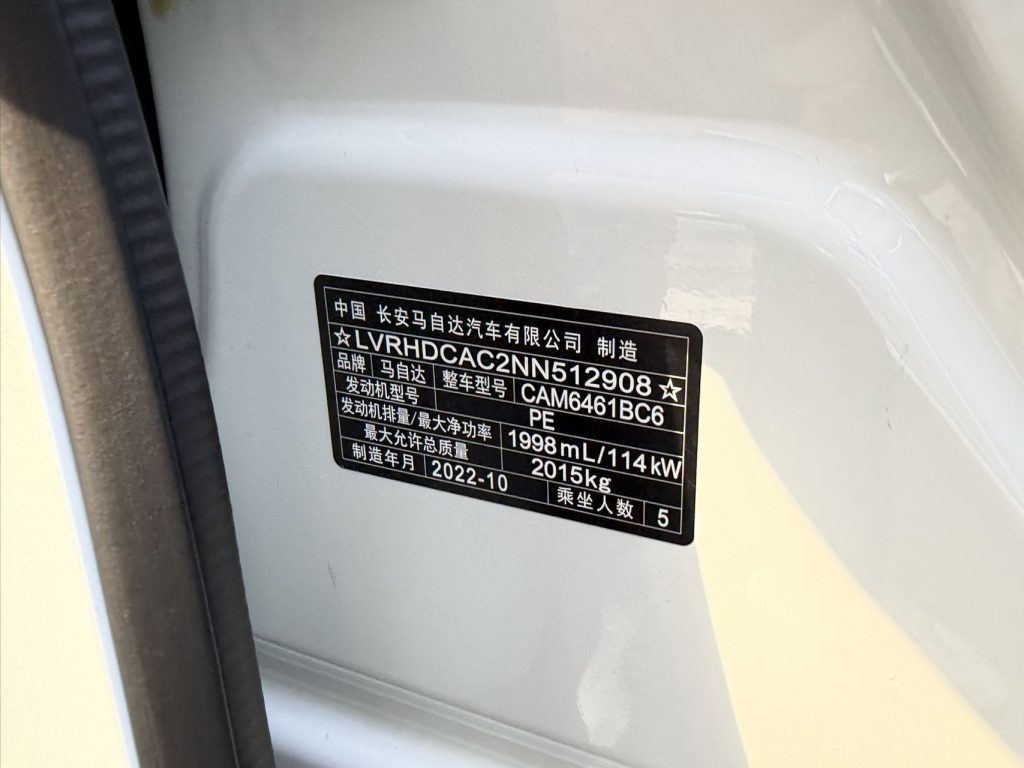 中国 长安马自达汽车有限公司 制造
☆LVRHDCAC2NN512908☆
品牌 马自达 整车型号 CAM6461BC6
发动机型号 PE
发动机排量/最大净功率 1998mL/114kW
最大允许总质量 2015kg
制造年月 2022-10 乘坐人数 5